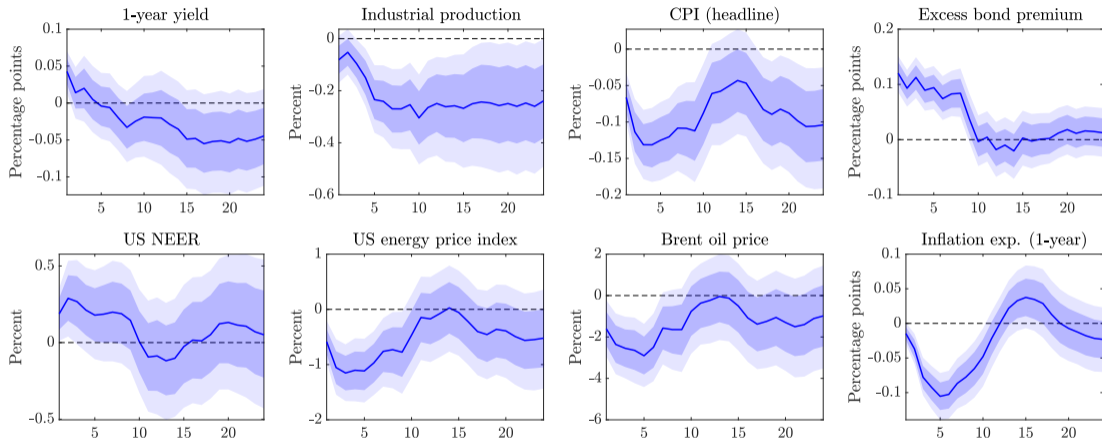 1-year yield
Industrial production
CPI (headline)
Excess bond premium
Percentage points
0.1
0.05
0
-0.05
-0.1
5 10 15 20
Percent
0
-0.2
-0.4
-0.6
5 10 15 20
Percent
0
-0.05
-0.1
-0.15
-0.2
5 10 15 20
Percentage points
0.2
0.1
0
-0.1
5 10 15 20
US NEER
US energy price index
Brent oil price
Inflation exp. (1-year)
Percent
0.5
0
-0.5
5 10 15 20
Percent
1
0
-1
-2
5 10 15 20
Percent
2
0
-2
-4
-6
5 10 15 20
Percentage points
0.1
0.05
0
-0.05
-0.1
5 10 15 20